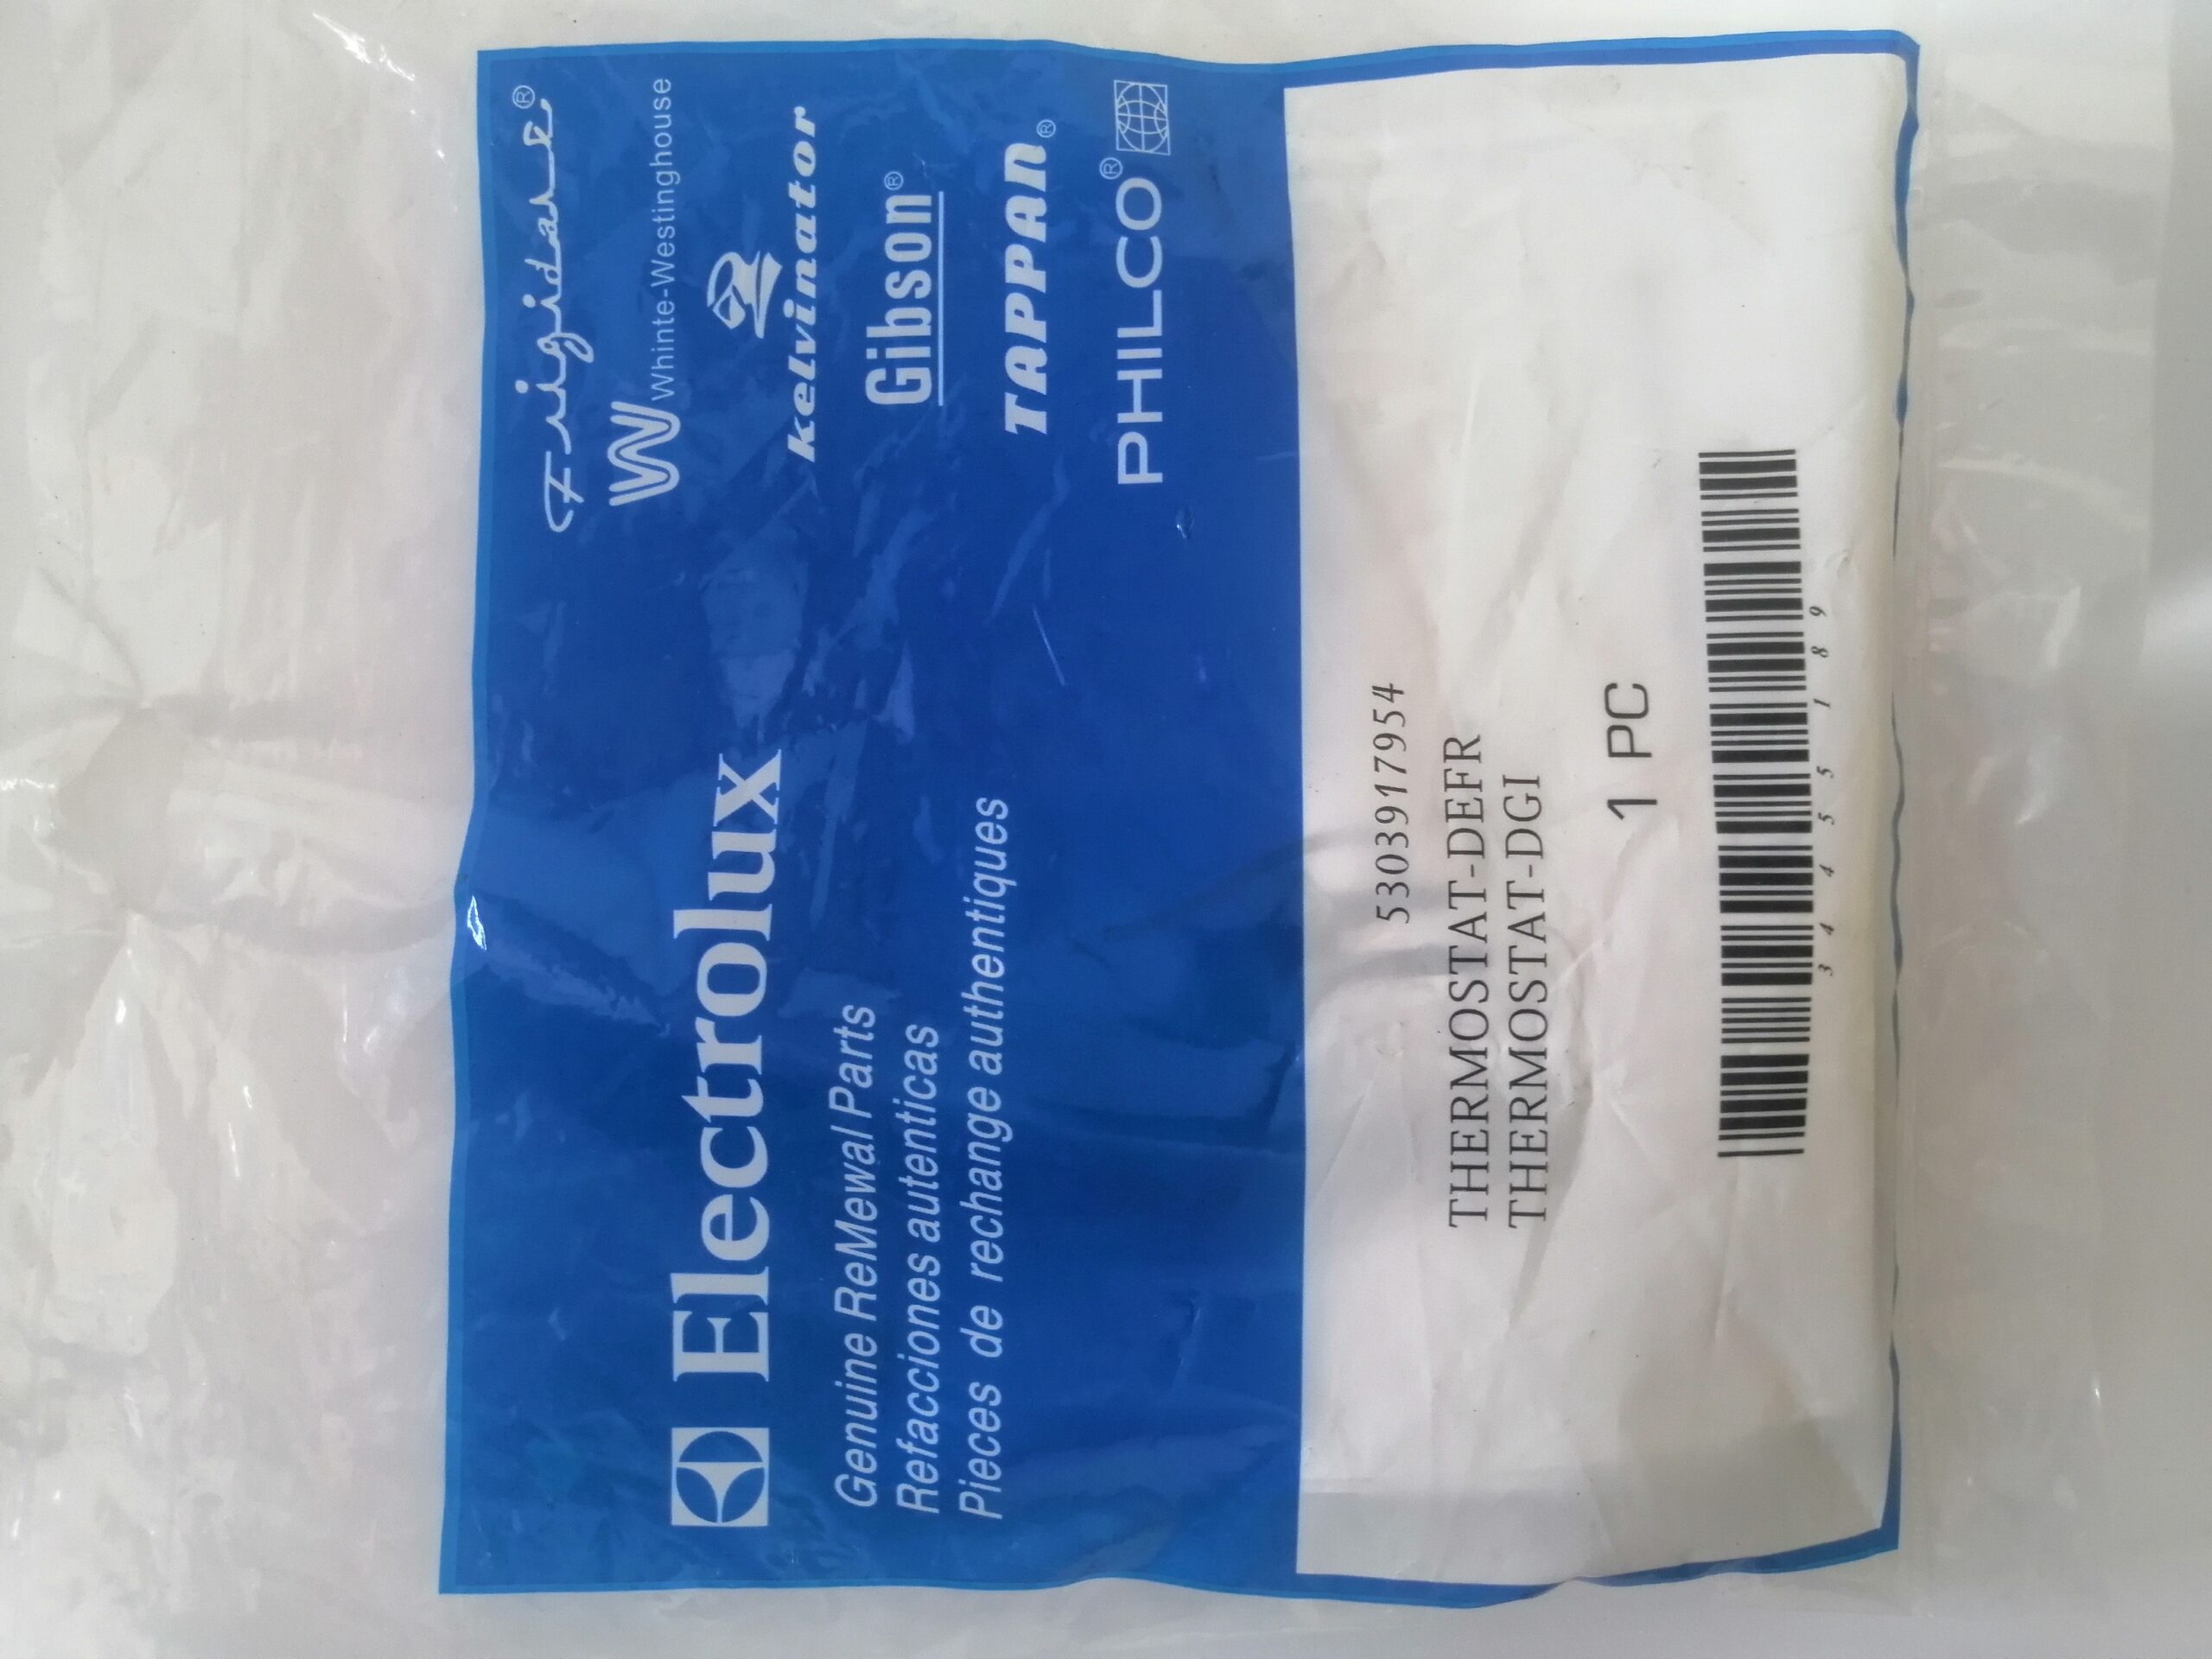 Electrolux
Genuine ReMewal Parts
Refacciones autenticas
Pieces de rechange authentiques
Frigidare®
Whinte-Westinghouse
kelvinator
Gibson®
TAPPAN®
PHILCO®
5303917954
THERMOSTAT-DEFR
THERMOSTAT-DGI
1 PC
3 4 4 5 5 1 8 9